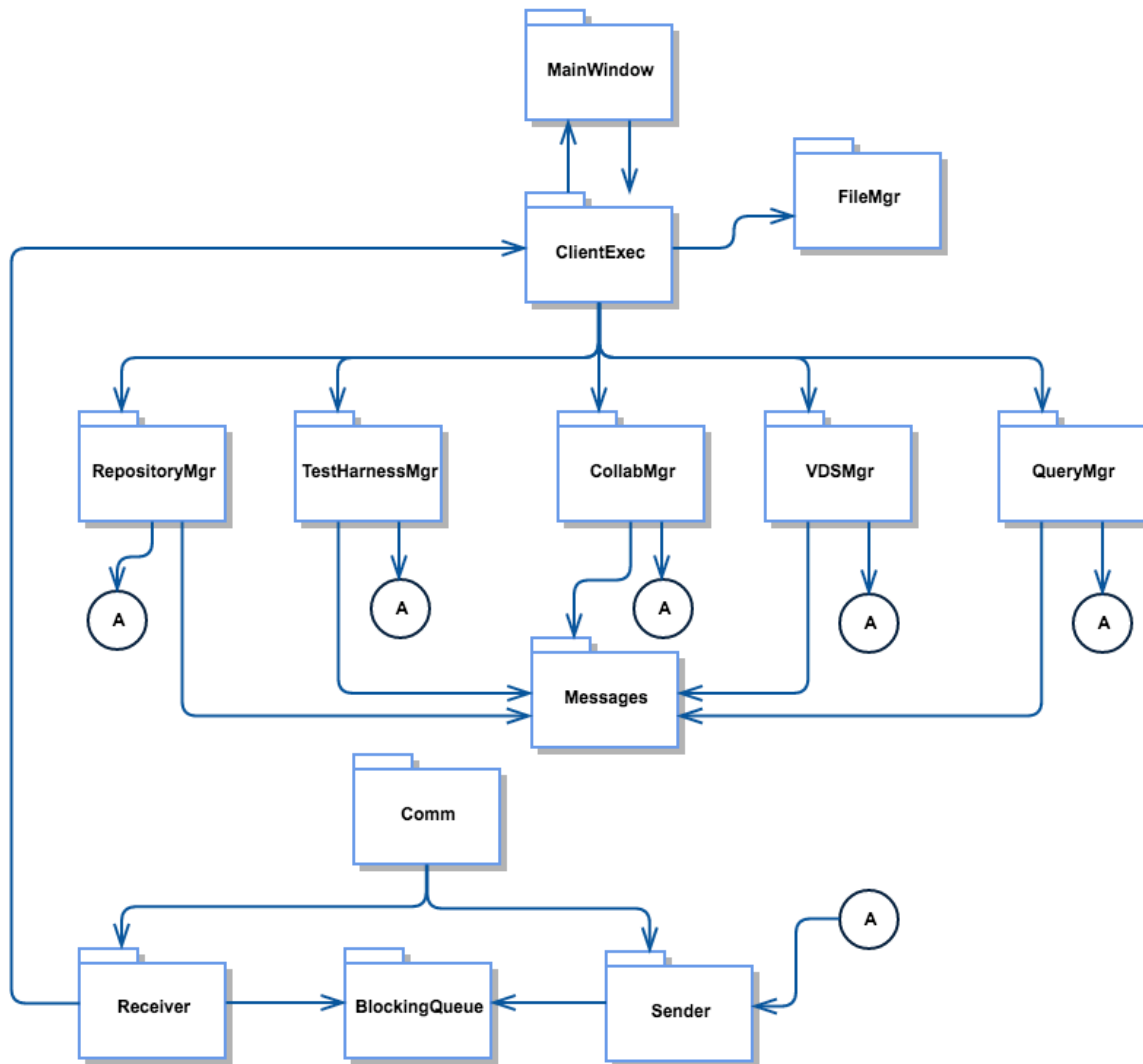 MainWindow
FileMgr
ClientExec
RepositoryMgr
TestHarnessMgr
CollabMgr
VDSMgr
QueryMgr
A
A
A
A
A
Messages
Comm
A
Receiver
BlockingQueue
Sender